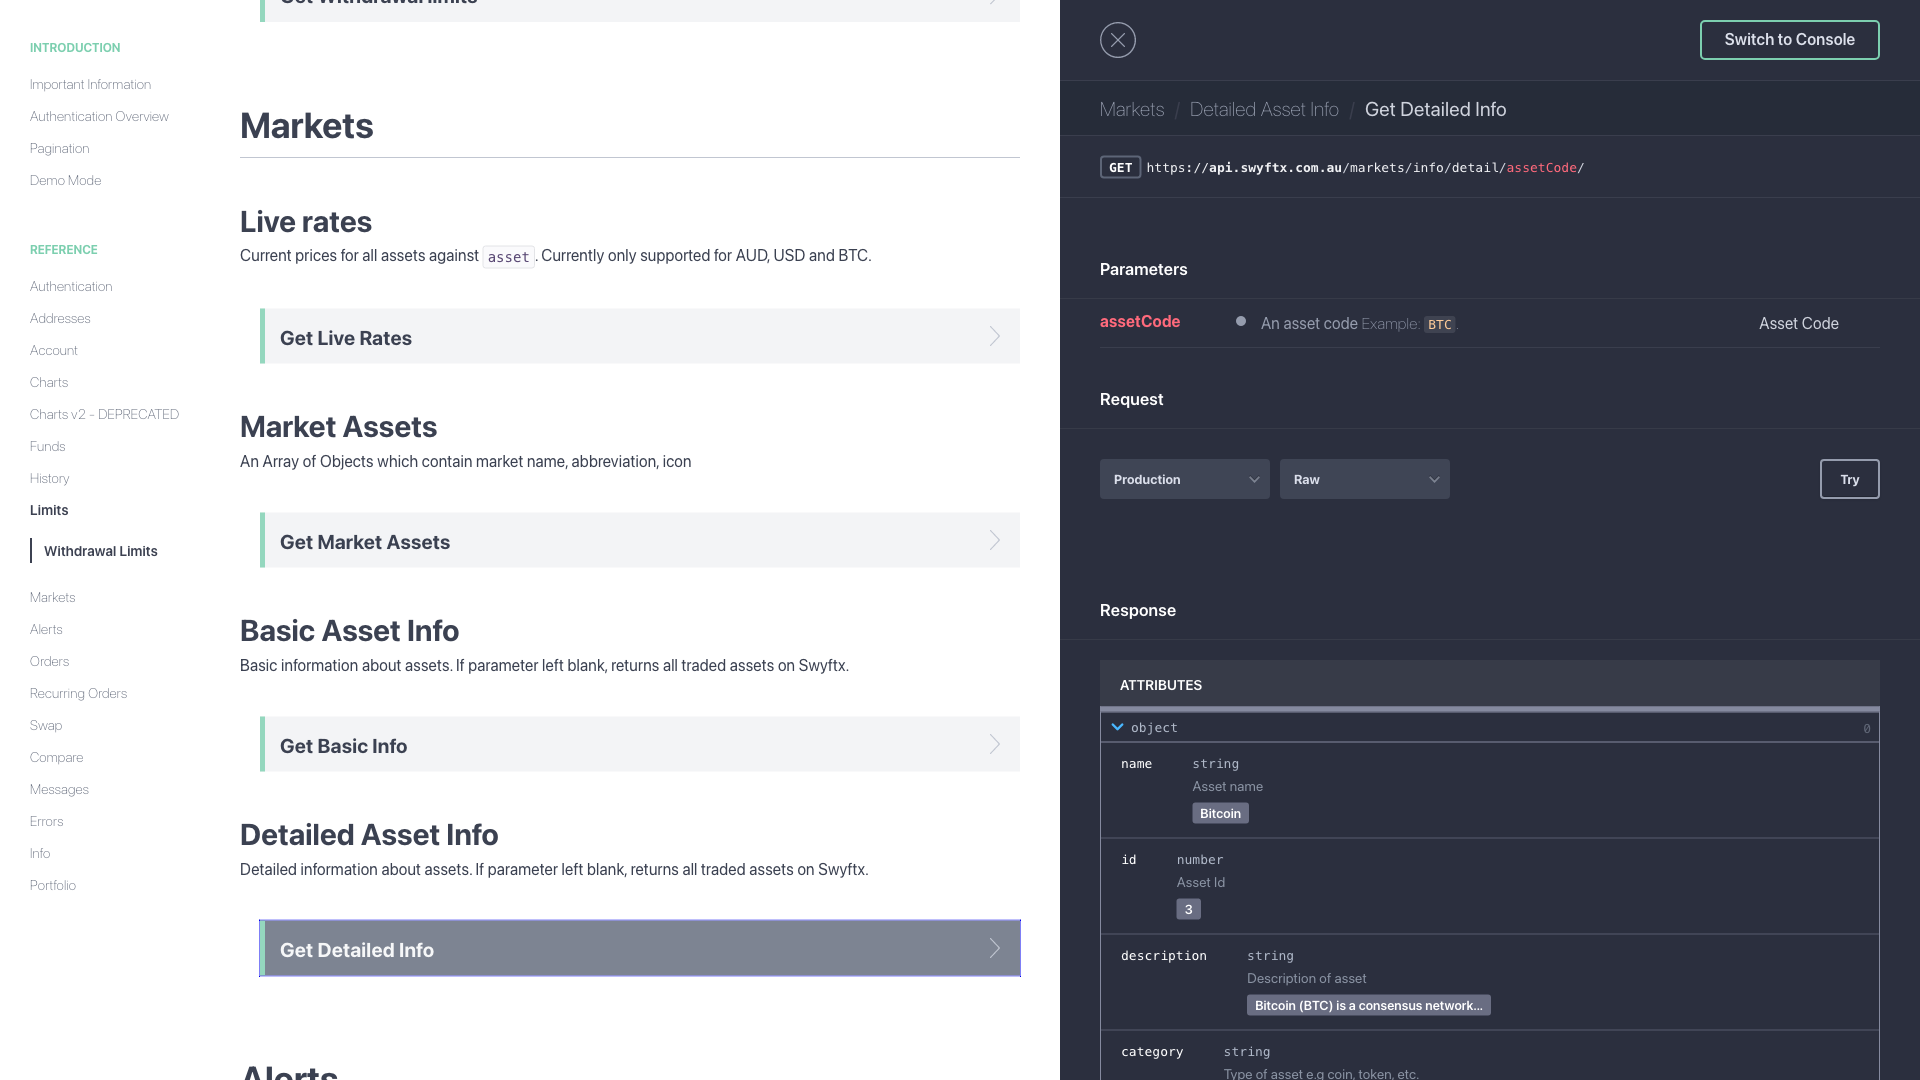 Get Withdrawal limits
INTRODUCTION
Important Information
Authentication Overview
Pagination
Demo Mode
REFERENCE
Authentication
Addresses
Account
Charts
Charts v2 - DEPRECATED
Funds
History
Limits
Withdrawal Limits
Markets
Alerts
Orders
Recurring Orders
Swap
Compare
Messages
Errors
Info
Portfolio
Markets
Live rates
Current prices for all assets against asset. Currently only supported for AUD, USD and BTC.
Get Live Rates
Market Assets
An Array of Objects which contain market name, abbreviation, icon
Get Market Assets
Basic Asset Info
Basic information about assets. If parameter left blank, returns all traded assets on Swyftx.
Get Basic Info
Detailed Asset Info
Detailed information about assets. If parameter left blank, returns all traded assets on Swyftx.
Get Detailed Info
Alerts
Switch to Console
Markets / Detailed Asset Info / Get Detailed Info
GET https://api.swyftx.com.au/markets/info/detail/assetCode/
Parameters
assetCode An asset code Example: BTC. Asset Code
Request
Production Raw Try
Response
ATTRIBUTES
object 0
name string
Asset name
Bitcoin
id number
Asset Id
3
description string
Description of asset
Bitcoin (BTC) is a consensus network...
category string
Type of asset e.g coin, token, etc.